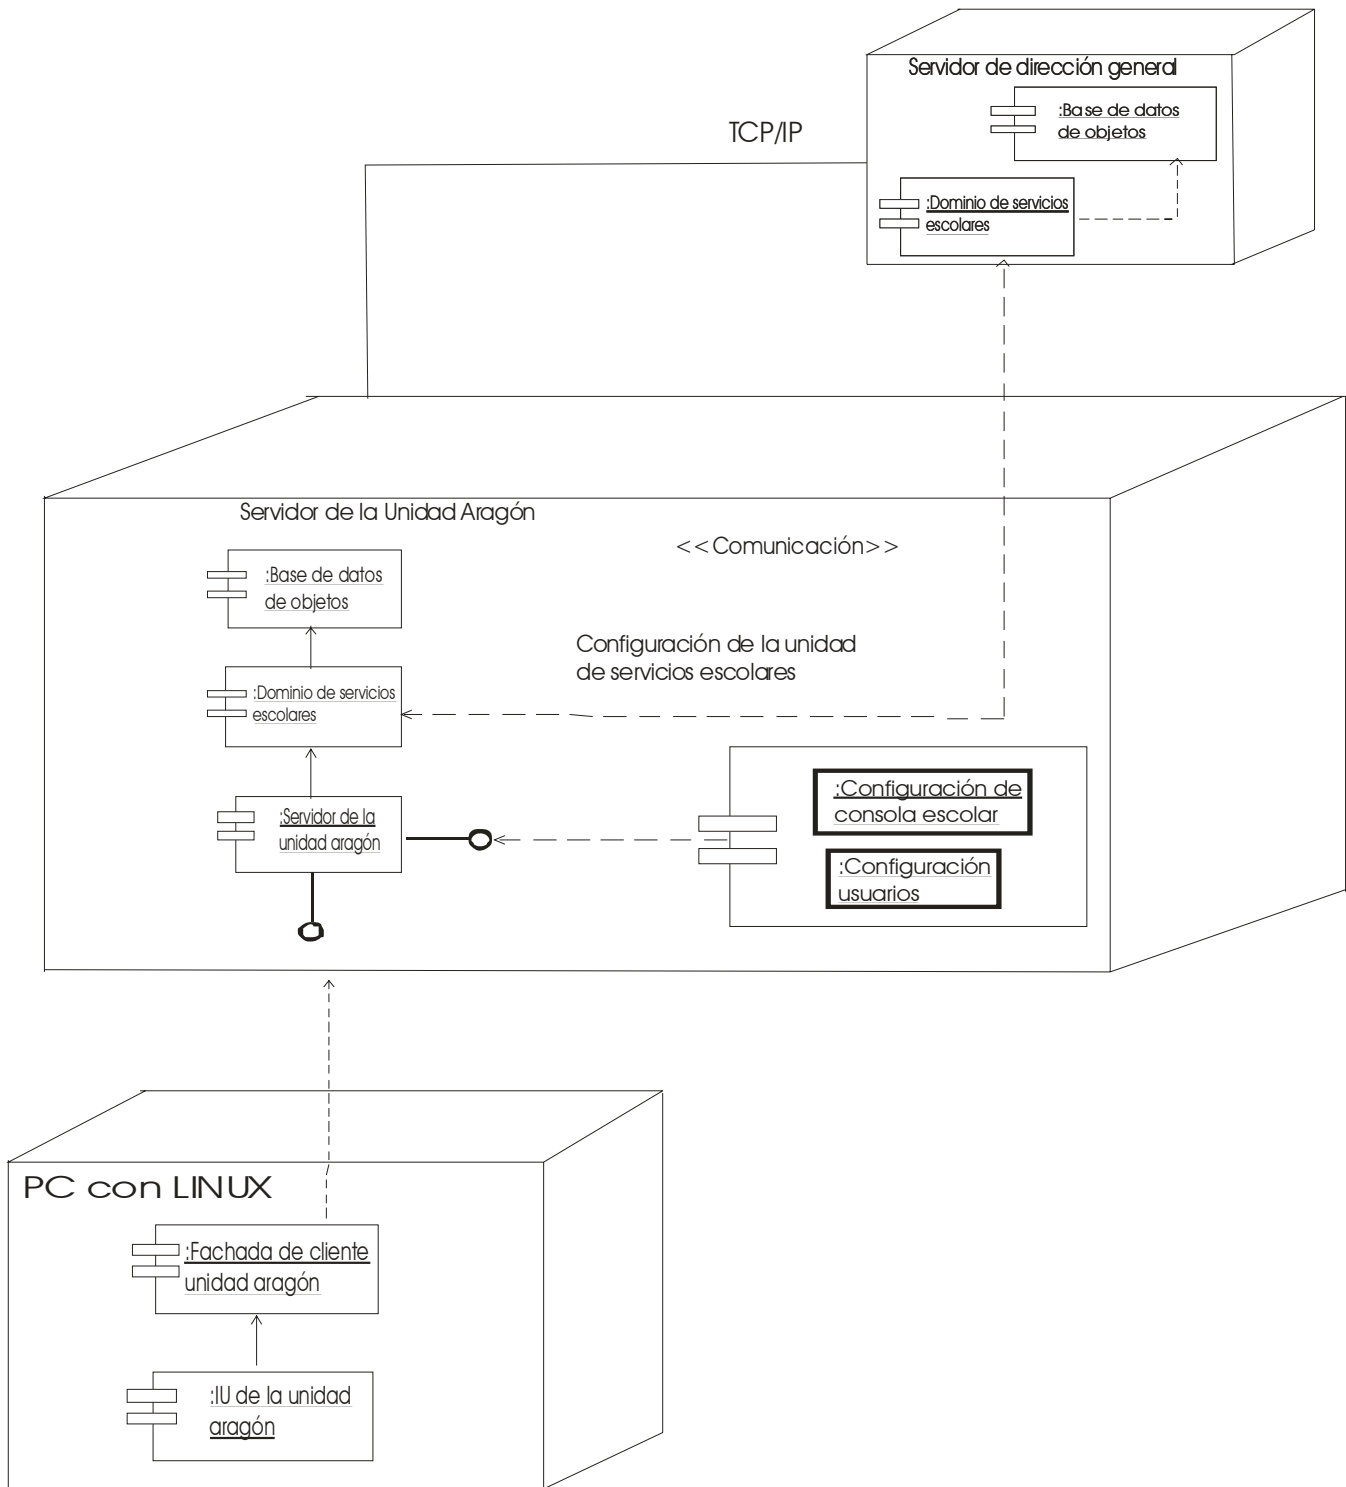 Servidor de dirección general
:Base de datos
de objetos
TCP/IP
:Dominio de servicios
escolares
Servidor de la Unidad Aragón
<<Comunicación>>
:Base de datos
de objetos
Configuración de la unidad
de servicios escolares
:Dominio de servicios
escolares
:Configuración de
consola escolar
:Servidor de la
unidad aragón
:Configuración
usuarios
PC con LINUX
:Fachada de cliente
unidad aragón
:IU de la unidad
aragón